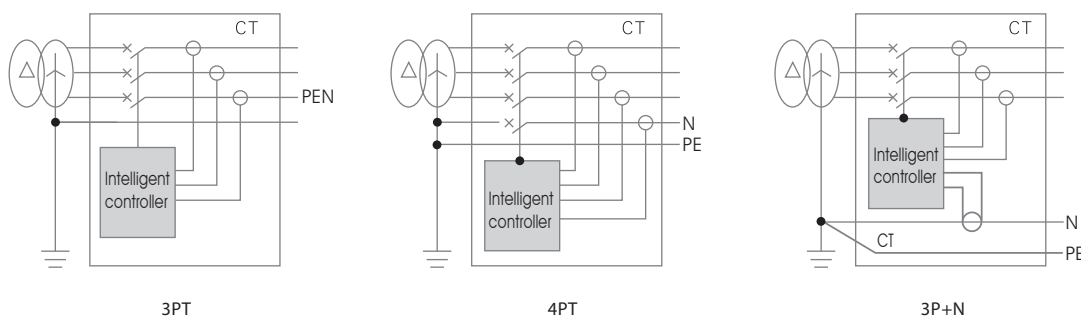 CT
PEN
Intelligent
controller
3PT
CT
N
PE
Intelligent
controller
4PT
CT
Intelligent
controller
N
CT
PE
3P+N